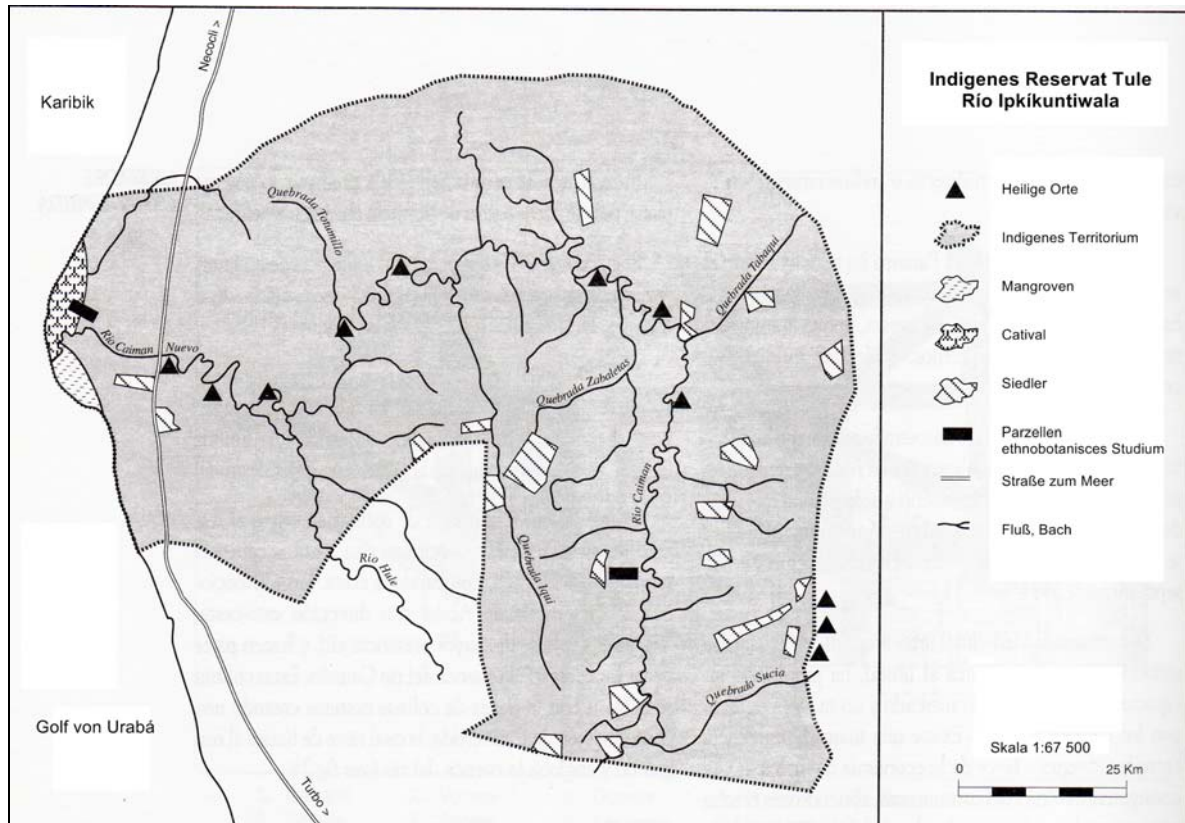 Indigenes Reservat Tule
Río Ipkíkuntiwala
Heilige Orte
Indigenes Territorium
Mangroven
Catival
Siedler
Parzellen
ethnobotanisces Studium
Straße zum Meer
Fluß, Bach
Skala 1:67 500
0
25 Km
Karibik
Necoclí >
Quebrada Totumillo
Quebrada Tabaquí
Río Caiman Nuevo
Quebrada Zabaletas
Río Caiman
Quebrada Iquí
Río Hule
Quebrada Sucia
Golf von Urabá
Turbo >